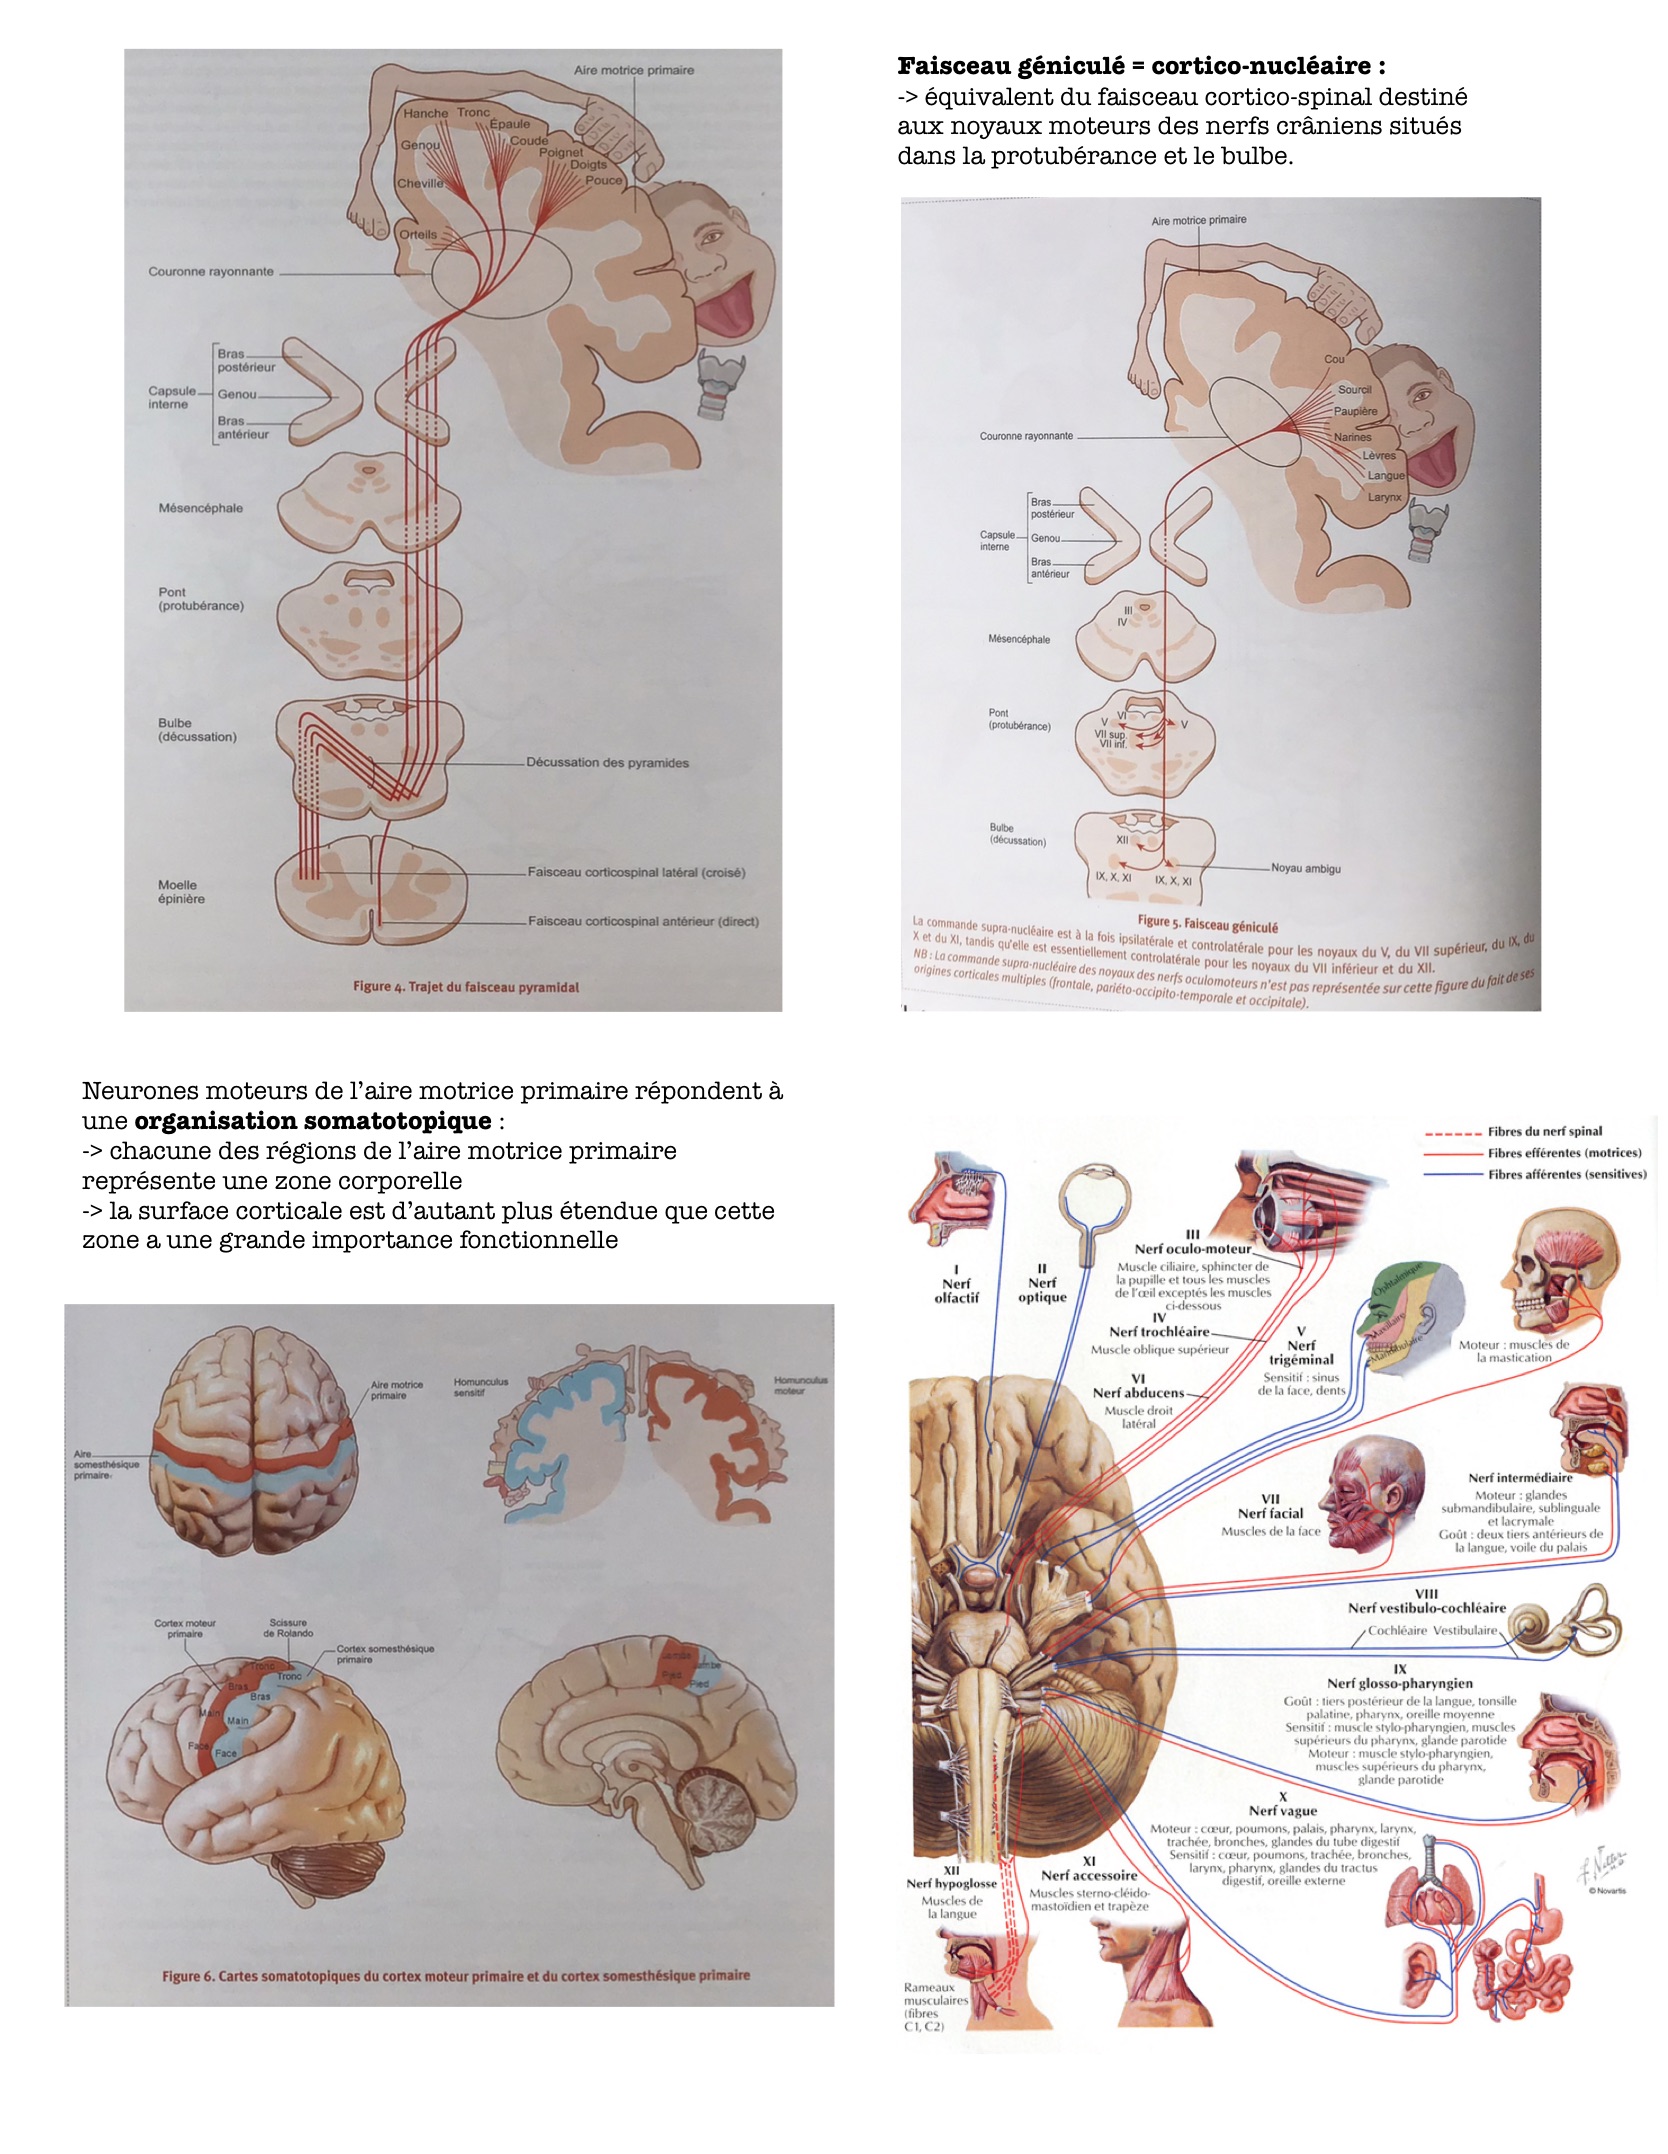 Aire motrice primaire
Hanche Tronc
Épaule
Genou
Coude
Poignet
Doigts
Cheville
Pouce
Orteils
Couronne rayonnante
Bras
postérieur
Capsule
interne
Genou
Bras
antérieur
Mésencéphale
Pont
(protubérance)
Bulbe
(décussation)
Décussation des pyramides
Moelle
épinière
Faisceau corticospinal latéral (croisé)
Faisceau corticospinal antérieur (direct)
Figure 4. Trajet du faisceau pyramidal
Faisceau géniculé = cortico-nucléaire :
-> équivalent du faisceau cortico-spinal destiné
aux noyaux moteurs des nerfs crâniens situés
dans la protubérance et le bulbe.
Aire motrice primaire
Cou
Sourcil
Paupière
Narines
Lèvres
Langue
Larynx
Couronne rayonnante
Bras
postérieur
Capsule
interne
Genou
Bras
antérieur
III
IV
Mésencéphale
Pont
(protubérance)
VI
V
V
VII sup.
VII inf.
Bulbe
(décussation)
XII
Noyau ambigu
IX, X, XI
IX, X, XI
Figure 5. Faisceau géniculé
La commande supra-nucléaire est à la fois ipsilatérale et controlatérale pour les noyaux du V, du VII supérieur, du IX, du
X et du XI, tandis qu'elle est essentiellement controlatérale pour les noyaux du VII inférieur et du XII.
NB : La commande supra-nucléaire des noyaux des nerfs oculomoteurs n'est pas représentée sur cette figure du fait de ses
origines corticales multiples (frontale, pariéto-occipito-temporale et occipitale).
Neurones moteurs de l'aire motrice primaire répondent à
une organisation somatotopique :
-> chacune des régions de l'aire motrice primaire
représente une zone corporelle
-> la surface corticale est d'autant plus étendue que cette
zone a une grande importance fonctionnelle
Aire motrice
primaire
Aire
somesthésique
primaire
Homunculus
sensitif
Homunculus
moteur
Cortex moteur
primaire
Scissure
de Rolando
Cortex somesthésique
primaire
Tronc
Tronc
Bras
Bras
Main
Main
Face
Face
Jambe
Jambe
Pied
Pied
Figure 6. Cartes somatotopiques du cortex moteur primaire et du cortex somesthésique primaire
Fibres du nerf spinal
Fibres efférentes (motrices)
Fibres afférentes (sensitives)
I
Nerf
olfactif
II
Nerf
optique
III
Nerf oculo-moteur
Muscle ciliaire, sphincter de
la pupille et tous les muscles
de l'œil exceptés les muscles
ci-dessous
IV
Nerf trochléaire
Muscle oblique supérieur
VI
Nerf abducens
Muscle droit
latéral
V
Nerf
trigéminal
Sensitif : sinus
de la face, dents
Ophtalmique
Maxillaire
Mandibulaire
Moteur : muscles de
la mastication
VII
Nerf facial
Muscles de la face
Nerf intermédiaire
Moteur : glandes
submandibulaire, sublinguale
et lacrymale
Goût : deux tiers antérieurs de
la langue, voile du palais
VIII
Nerf vestibulo-cochléaire
Cochléaire Vestibulaire
IX
Nerf glosso-pharyngien
Goût : tiers postérieur de la langue, tonsille
palatine, pharynx, oreille moyenne
Sensitif : muscle stylo-pharyngien, muscles
supérieurs du pharynx, glande parotide
Moteur : muscle stylo-pharyngien,
muscles supérieurs du pharynx,
glande parotide
X
Nerf vague
Moteur : cœur, poumons, palais, pharynx, larynx,
trachée, bronches, glandes du tube digestif
Sensitif : cœur, poumons, trachée, bronches,
larynx, pharynx, glandes du tractus
digestif, oreille externe
XI
Nerf accessoire
Muscles sterno-cléido-
mastoïdien et trapèze
XII
Nerf hypoglosse
Muscles de
la langue
Rameaux
musculaires
(fibres
C1, C2)
F. Netter
© Novartis